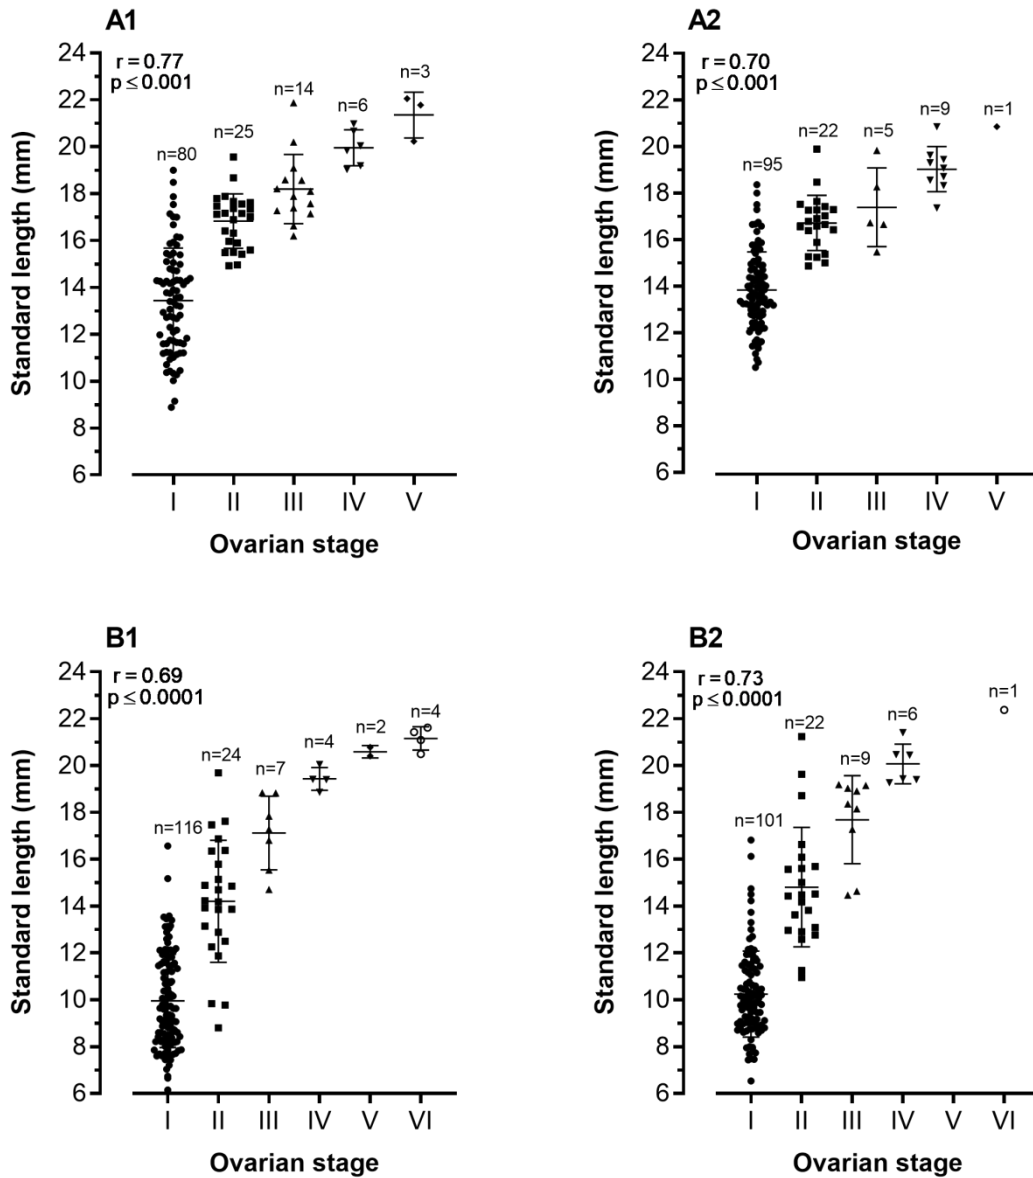 A1
r = 0.77
p ≤ 0.001
n=80
n=25
n=14
n=6
n=3
Standard length (mm)
24
22
20
18
16
14
12
10
8
6
I II III IV V
Ovarian stage
A2
r = 0.70
p ≤ 0.001
n=95
n=22
n=5
n=9
n=1
Standard length (mm)
24
22
20
18
16
14
12
10
8
6
I II III IV V
Ovarian stage
B1
r = 0.69
p ≤ 0.0001
n=116
n=24
n=7
n=4
n=2
n=4
Standard length (mm)
24
22
20
18
16
14
12
10
8
6
I II III IV V VI
Ovarian stage
B2
r = 0.73
p ≤ 0.0001
n=101
n=22
n=9
n=6
n=1
Standard length (mm)
24
22
20
18
16
14
12
10
8
6
I II III IV V VI
Ovarian stage